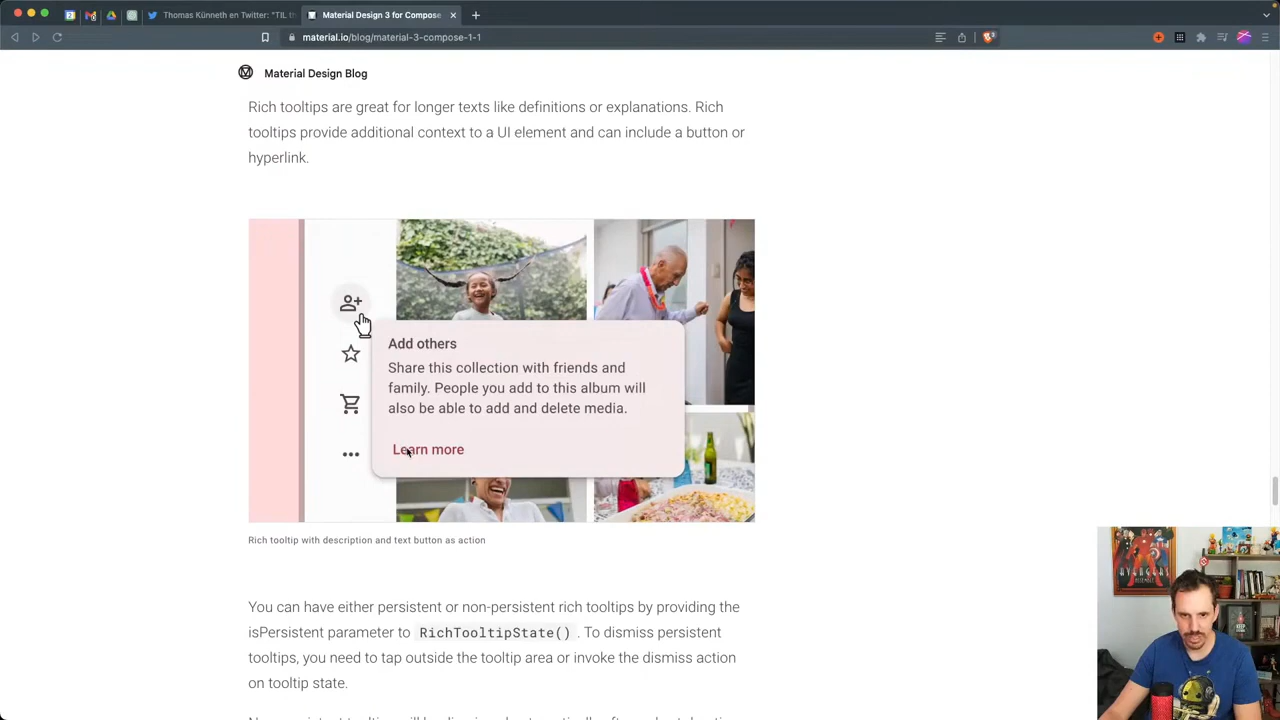 Thomas Künneth en Twitter: "TIL t
Material Design 3 for Compose
material.io/blog/material-3-compose-1-1
Material Design Blog
Rich tooltips are great for longer texts like definitions or explanations. Rich
tooltips provide additional context to a UI element and can include a button or
hyperlink.
Add others
Share this collection with friends and
family. People you add to this album will
also be able to add and delete media.
Learn more
Rich tooltip with description and text button as action
You can have either persistent or non-persistent rich tooltips by providing the
isPersistent parameter to RichTooltipState() . To dismiss persistent
tooltips, you need to tap outside the tooltip area or invoke the dismiss action
on tooltip state.